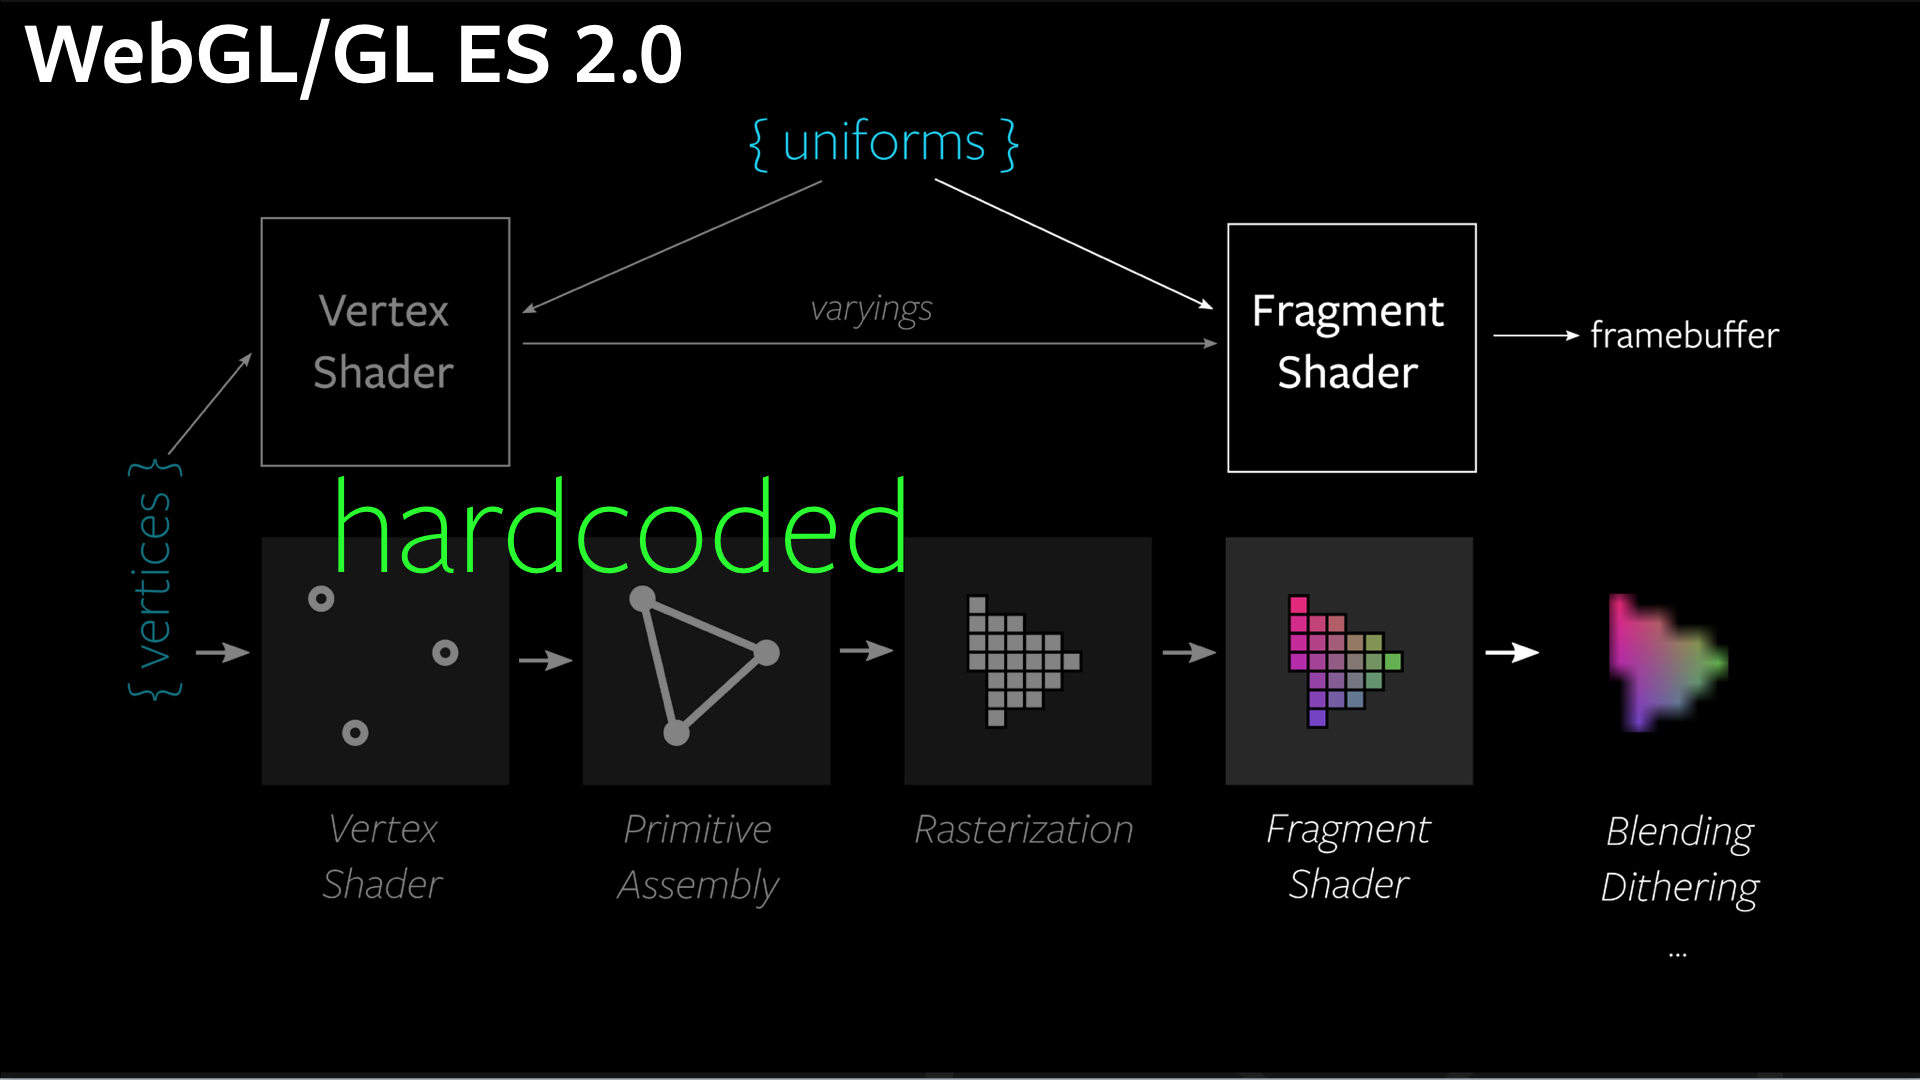 WebGL/GL ES 2.0
{ uniforms }
Vertex
Shader
varyings
Fragment
Shader
framebuffer
{ vertices }
hardcoded
Vertex
Shader
Primitive
Assembly
Rasterization
Fragment
Shader
Blending
Dithering
...